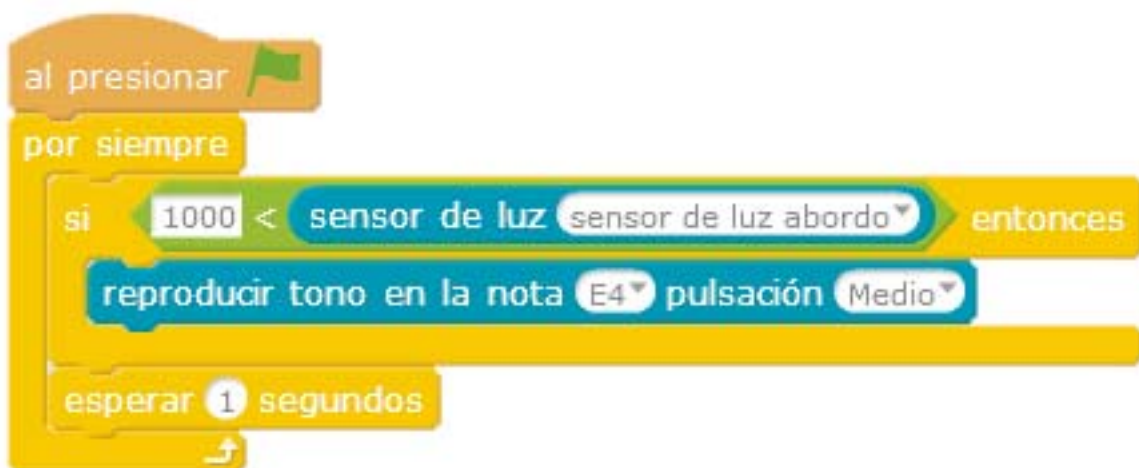 al presionar
por siempre
si 1000 < sensor de luz sensor de luz abordo entonces
reproducir tono en la nota E4 pulsación Medio
esperar 1 segundos